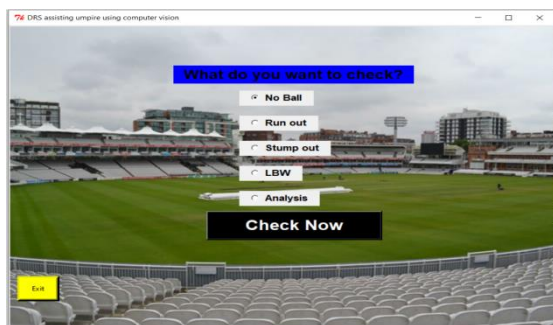 DRS assisting umpire using computer vision
What do you want to check?
No Ball
Run out
Stump out
LBW
Analysis
Check Now
Exit